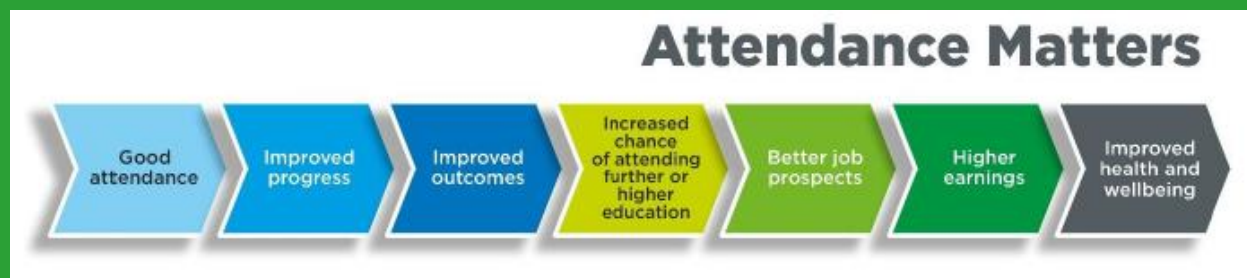 Attendance Matters
Good
attendance
Improved
progress
Improved
outcomes
Increased
chance
of attending
further or
higher
education
Better job
prospects
Higher
earnings
Improved
health and
wellbeing